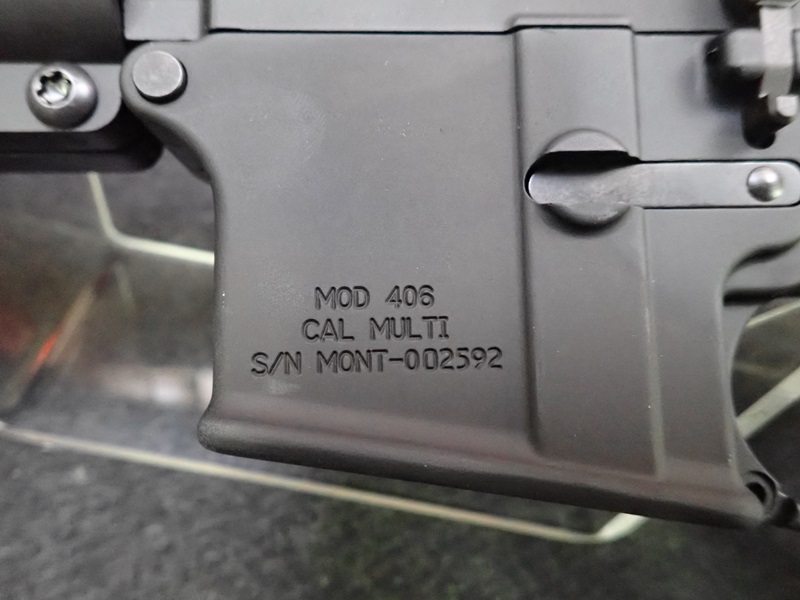 MOD 406
CAL MULTI
S/N MONT-002592